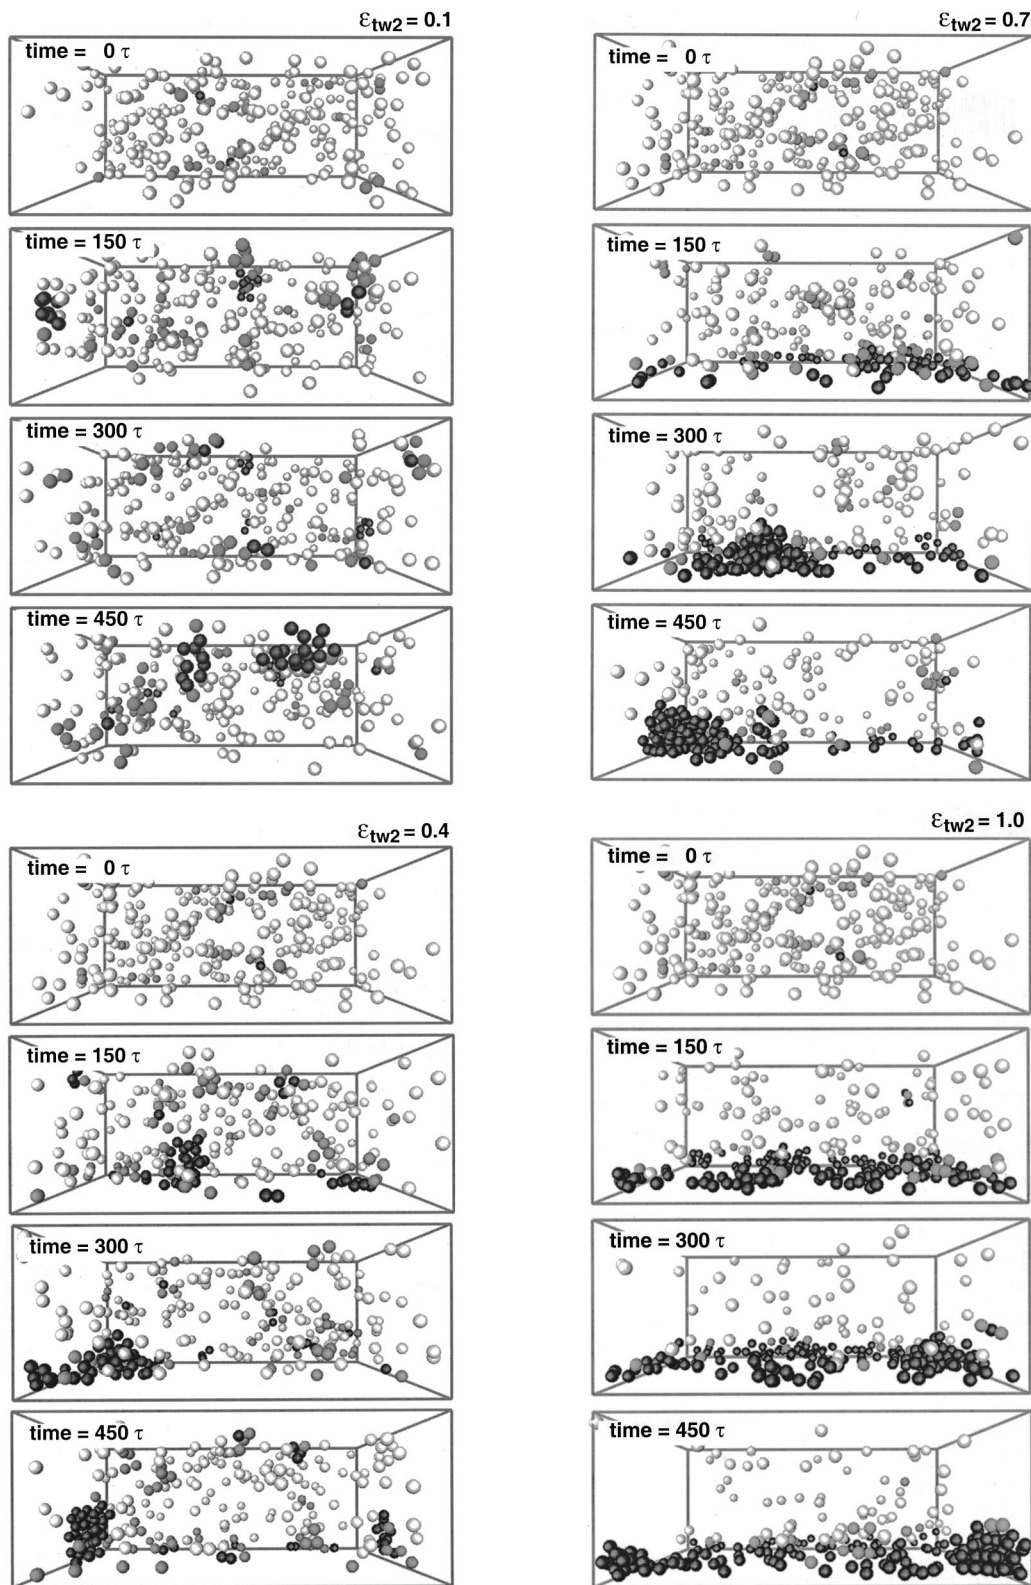 εtw2 = 0.1
time = 0 τ
time = 150 τ
time = 300 τ
time = 450 τ
εtw2 = 0.7
time = 0 τ
time = 150 τ
time = 300 τ
time = 450 τ
εtw2 = 0.4
time = 0 τ
time = 150 τ
time = 300 τ
time = 450 τ
εtw2 = 1.0
time = 0 τ
time = 150 τ
time = 300 τ
time = 450 τ